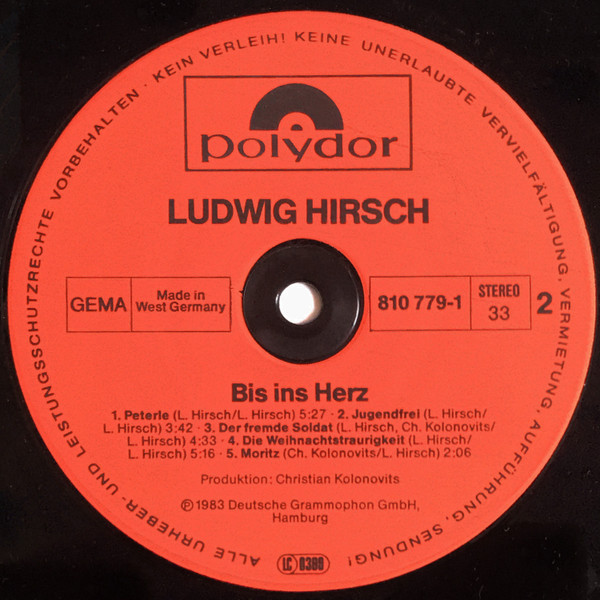 ALLE URHEBER- UND LEISTUNGSSCHUTZRECHTE VORBEHALTEN · KEIN VERLEIH! KEINE UNERLAUBTE VERVIELFÄLTIGUNG, VERMIETUNG, AUFFÜHRUNG, SENDUNG!
polydor
LUDWIG HIRSCH
GEMA
Made in
West Germany
810 779-1
STEREO
33
2
Bis ins Herz
1. Peterle (L. Hirsch/L. Hirsch) 5:27 · 2. Jugendfrei (L. Hirsch/
L. Hirsch) 3:42 · 3. Der fremde Soldat (L. Hirsch, Ch. Kolonovits/
L. Hirsch) 4:33 · 4. Die Weihnachtstraurigkeit (L. Hirsch/
L. Hirsch) 5:16 · 5. Moritz (Ch. Kolonovits/L. Hirsch) 2:06
Produktion: Christian Kolonovits
℗ 1983 Deutsche Grammophon GmbH,
Hamburg
LC 0309